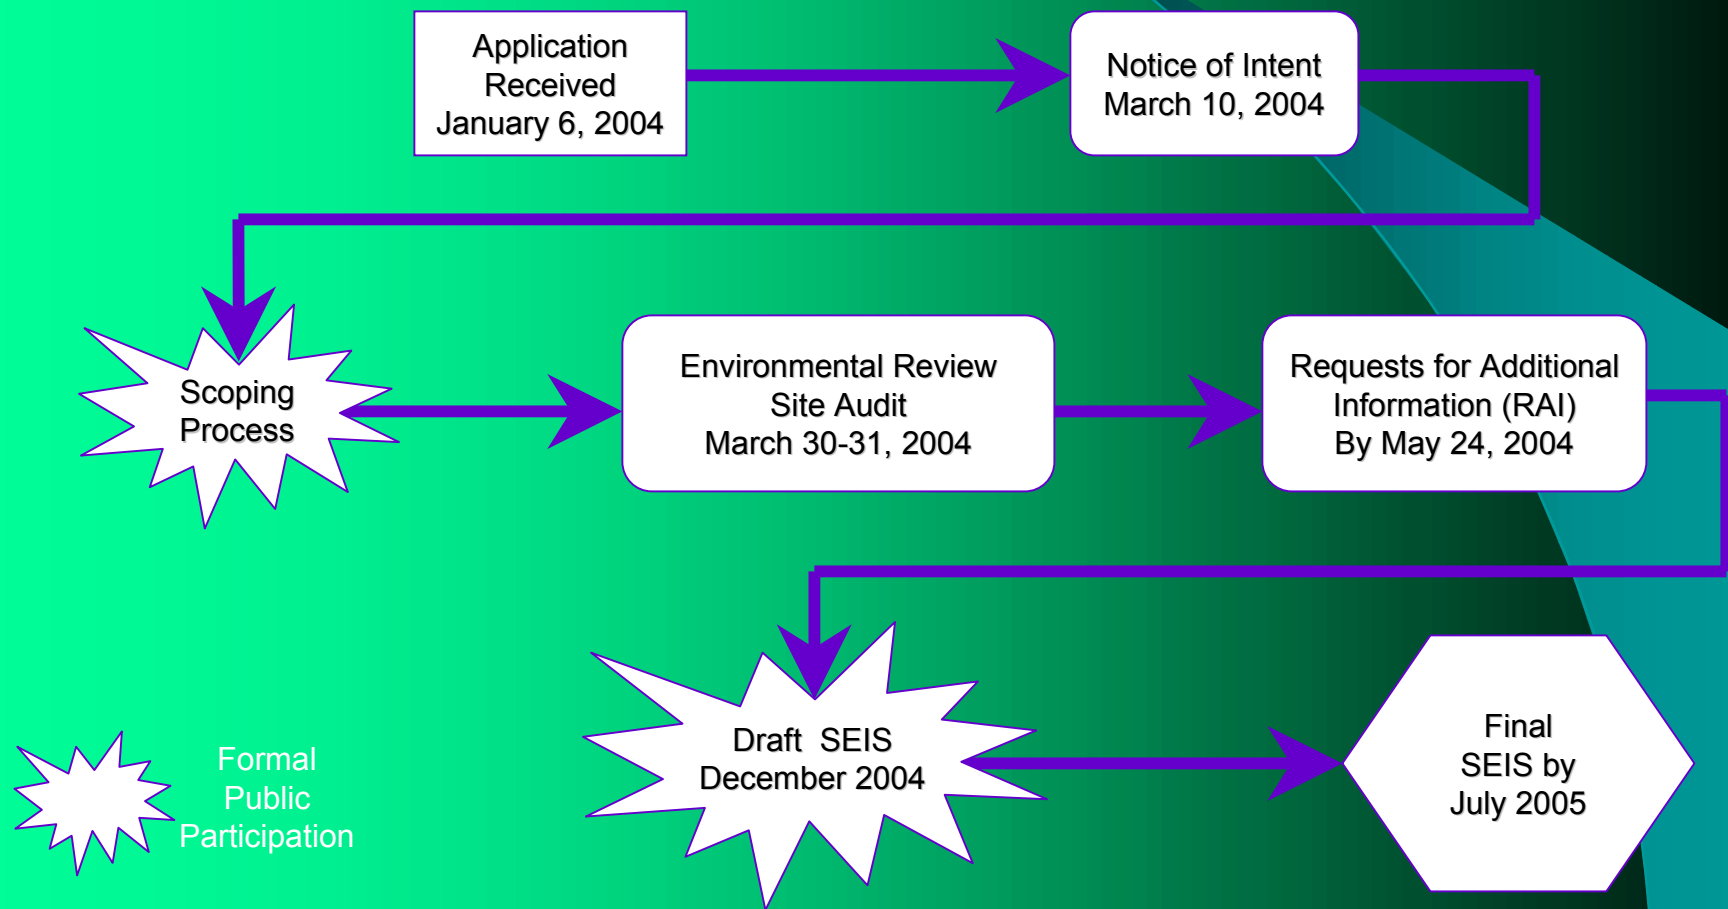 Application
Received
January 6, 2004
Notice of Intent
March 10, 2004
Scoping
Process
Environmental Review
Site Audit
March 30-31, 2004
Requests for Additional
Information (RAI)
By May 24, 2004
Draft SEIS
December 2004
Final
SEIS by
July 2005
Formal
Public
Participation